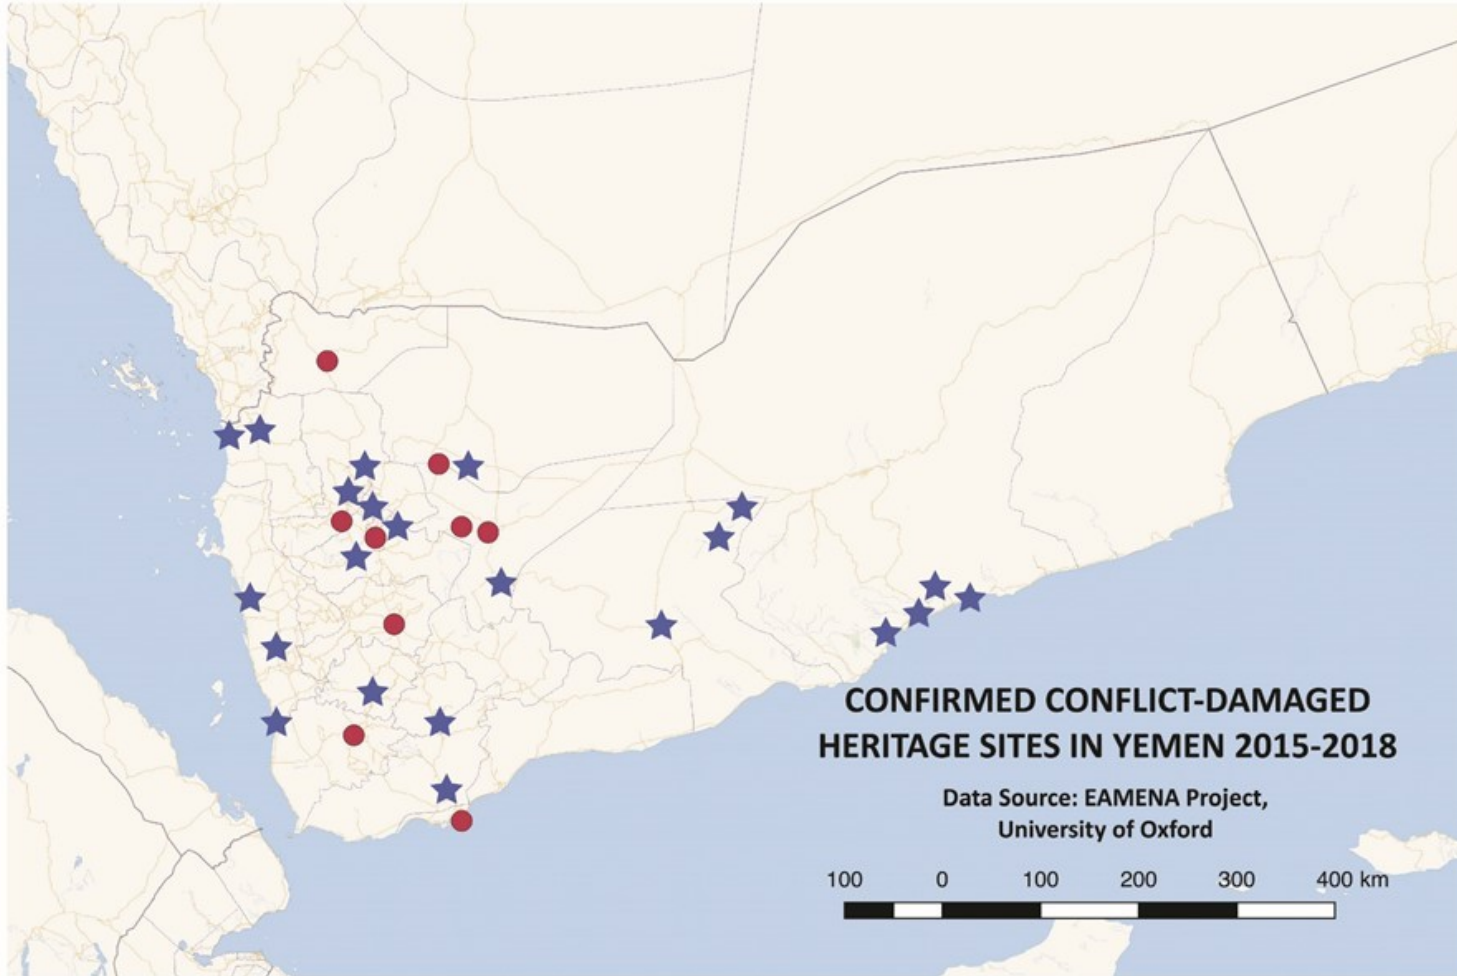 CONFIRMED CONFLICT-DAMAGED
HERITAGE SITES IN YEMEN 2015-2018
Data Source: EAMENA Project,
University of Oxford
100 0 100 200 300 400 km